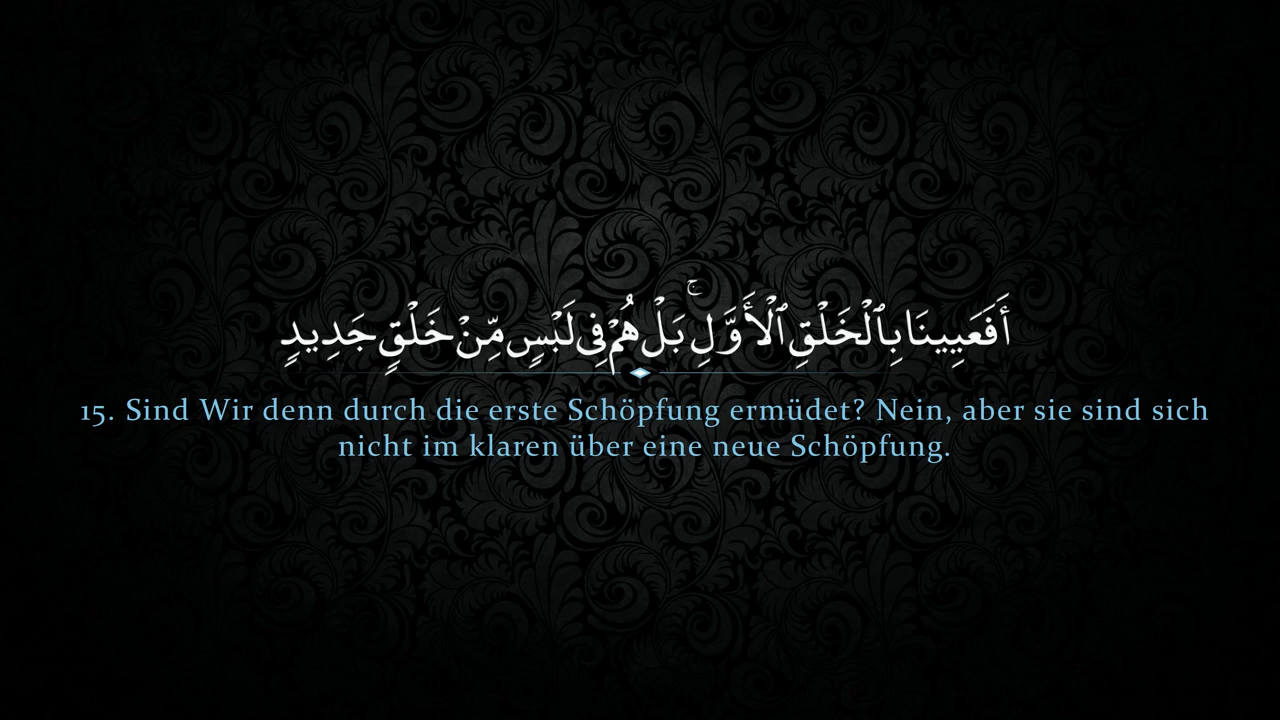 أَفَعَيِينَا بِٱلْخَلْقِ ٱلْأَوَّلِ ۚ بَلْ هُمْ فِى لَبْسٍ مِّنْ خَلْقٍ جَدِيدٍ
15. Sind Wir denn durch die erste Schöpfung ermüdet? Nein, aber sie sind sich
nicht im klaren über eine neue Schöpfung.